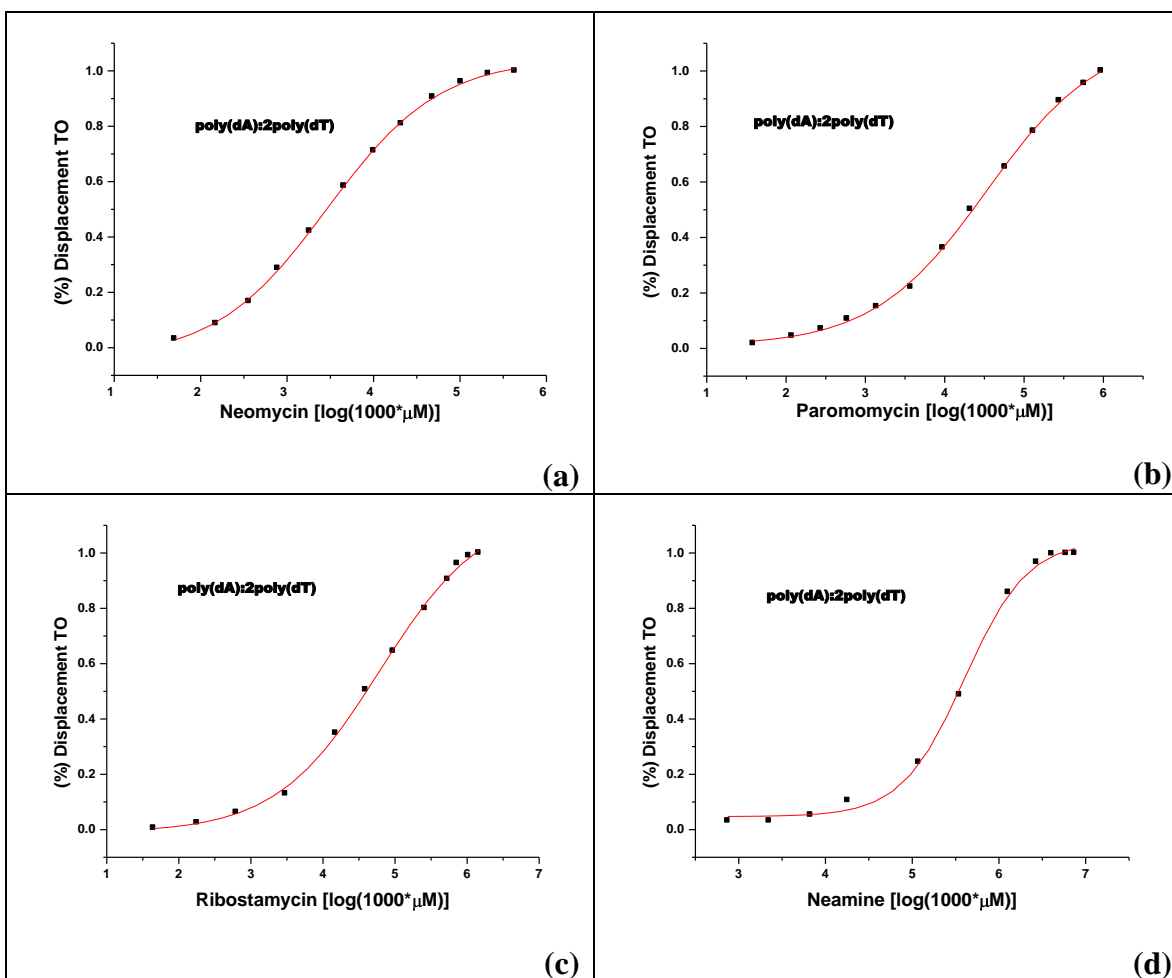 1.0
0.8
0.6
0.4
0.2
0.0
(%) Displacement TO
poly(dA):2poly(dT)
1 2 3 4 5 6
Neomycin [log(1000*μM)]
(a)
1.0
0.8
0.6
0.4
0.2
0.0
(%) Displacement TO
poly(dA):2poly(dT)
1 2 3 4 5 6
Paromomycin [log(1000*μM)]
(b)
1.0
0.8
0.6
0.4
0.2
0.0
(%) Displacement TO
poly(dA):2poly(dT)
1 2 3 4 5 6 7
Ribostamycin [log(1000*μM)]
(c)
1.0
0.8
0.6
0.4
0.2
0.0
(%) Displacement TO
poly(dA):2poly(dT)
3 4 5 6 7
Neamine [log(1000*μM)]
(d)